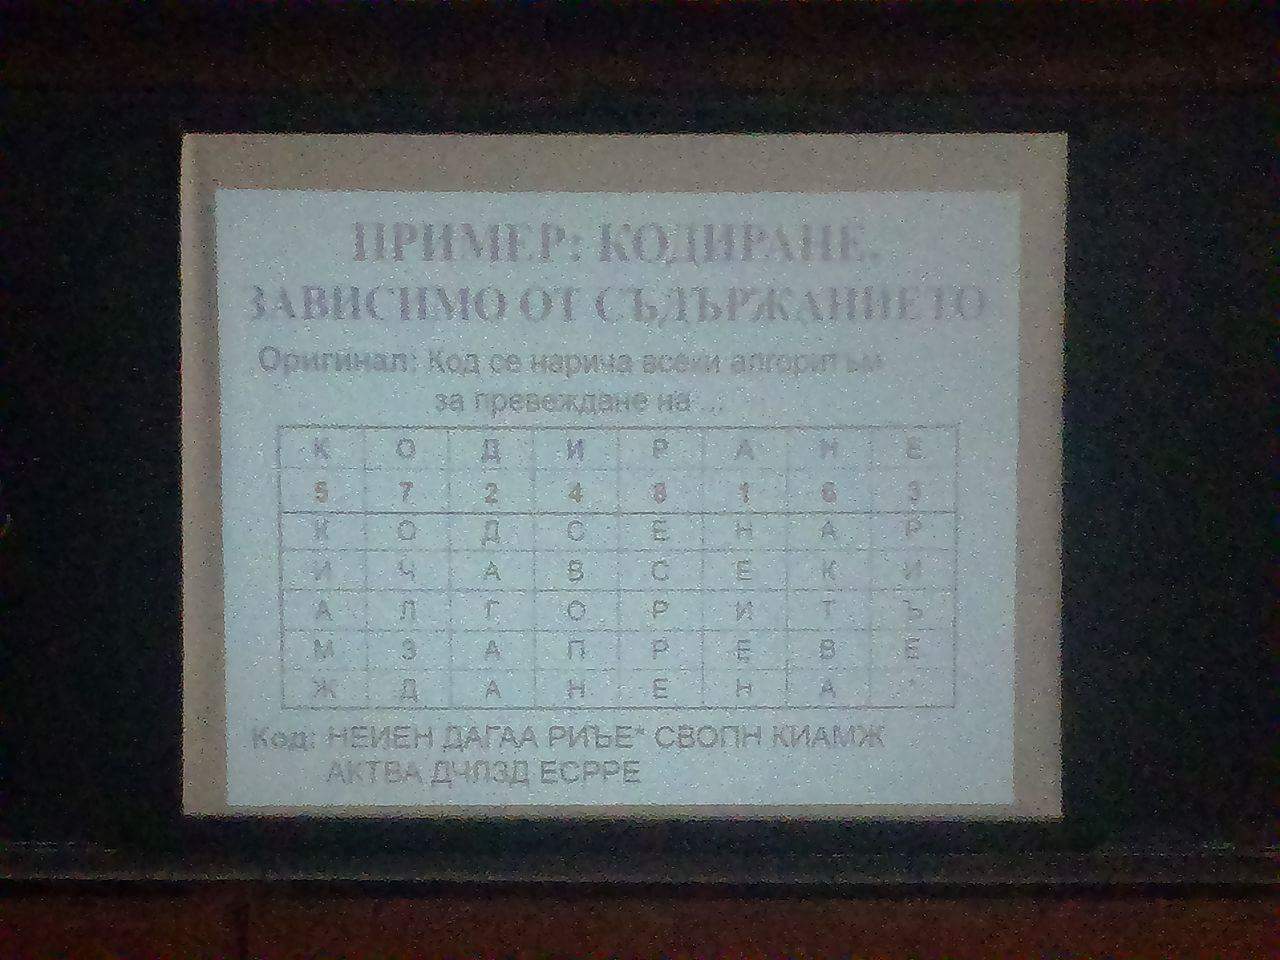 ПРИМЕР: КОДИРАНЕ,
ЗАВИСИМО ОТ СЪДЪРЖАНИЕТО
Оригинал: Код се нарича всеки алгоритъм
за превеждане на ...
К О Д И Р А Н Е
5 7 2 4 8 1 6 3
К О Д С Е Н А Р
И Ч А В С Е К И
А Л Г О Р И Т Ъ
М З А П Р Е В Е
Ж Д А Н Е Н А *
Код: НЕИЕН ДАГАА РИЪЕ* СВОПН КИАМЖ
АКТВА ДЧЛЗД ЕСРРЕ